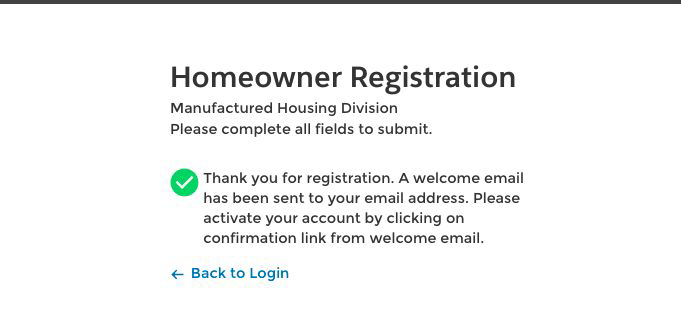 Homeowner Registration
Manufactured Housing Division
Please complete all fields to submit.
Thank you for registration. A welcome email
has been sent to your email address. Please
activate your account by clicking on
confirmation link from welcome email.
← Back to Login